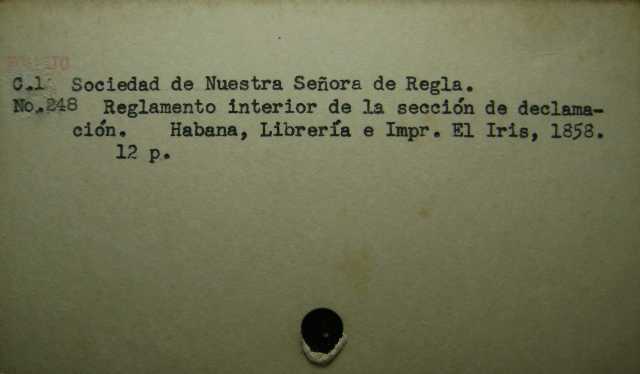 C.1 Sociedad de Nuestra Señora de Regla.
No.248 Reglamento interior de la sección de declama-
ción. Habana, Librería e Impr. El Iris, 1858.
12 p.